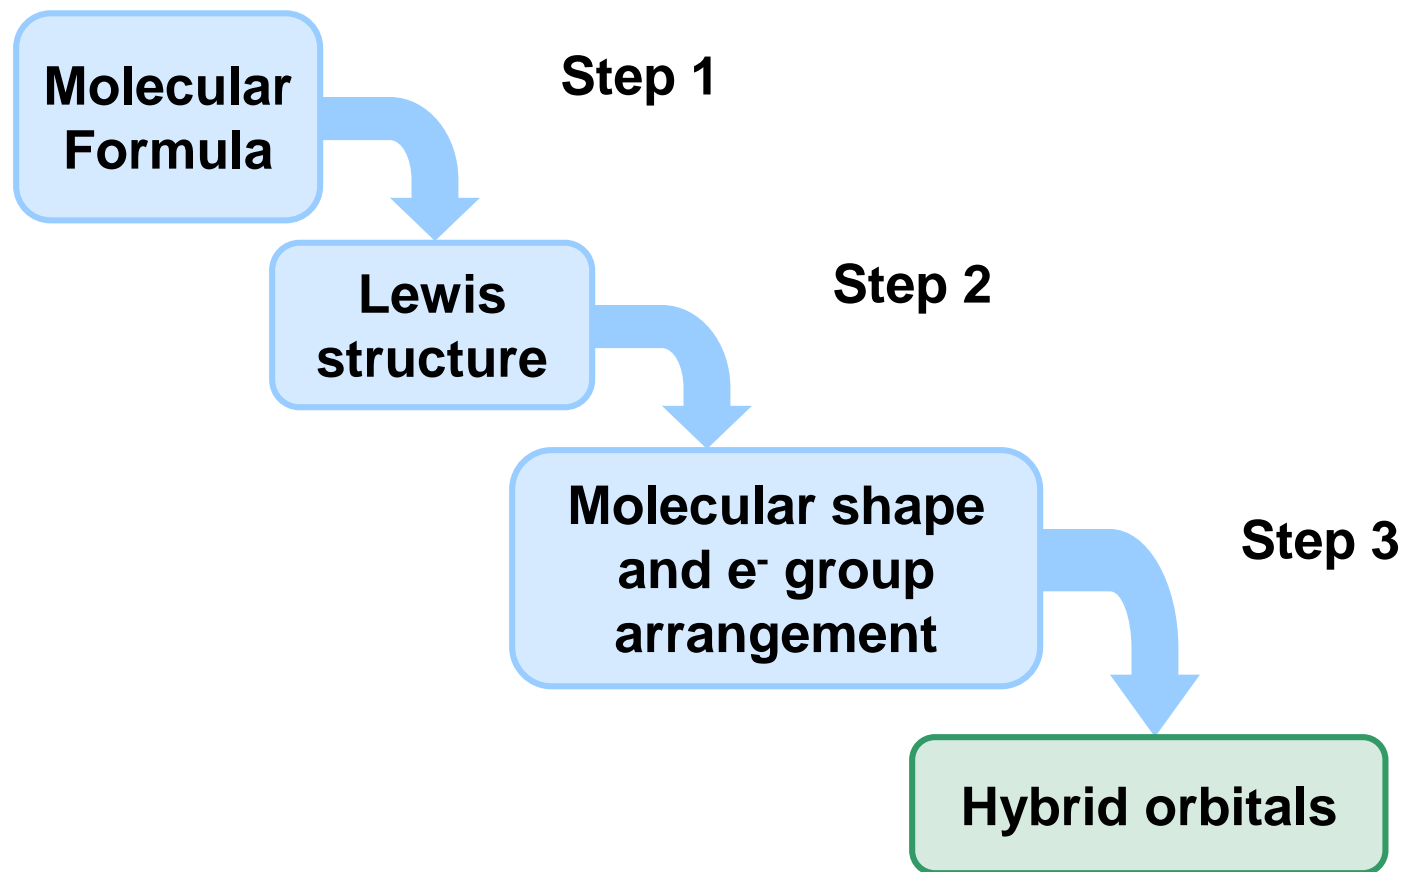 Molecular
Formula
Step 1
Lewis
structure
Step 2
Molecular shape
and e⁻ group
arrangement
Step 3
Hybrid orbitals